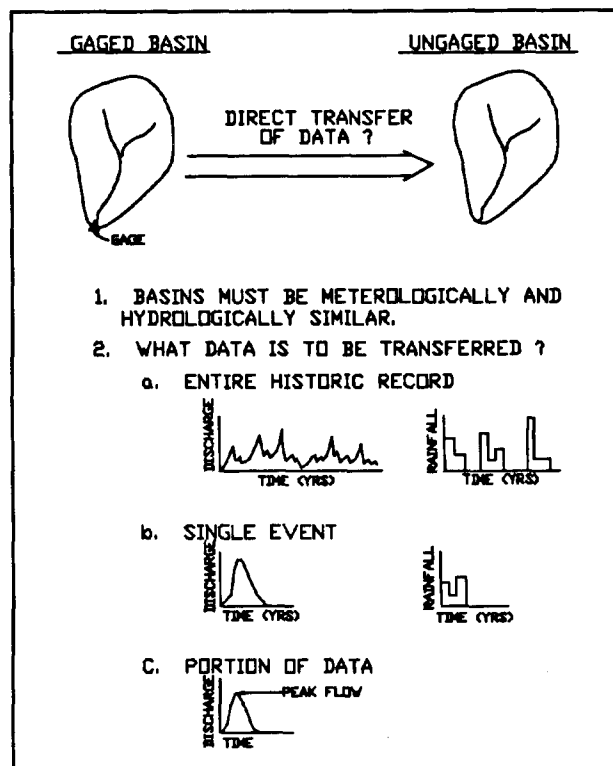 GAGED BASIN
UNGAGED BASIN
DIRECT TRANSFER
OF DATA ?
GAGE
1. BASINS MUST BE METEROLOGICALLY AND
HYDROLOGICALLY SIMILAR.
2. WHAT DATA IS TO BE TRANSFERRED ?
a. ENTIRE HISTORIC RECORD
DISCHARGE
TIME (YRS)
RAINFALL
TIME (YRS)
b. SINGLE EVENT
DISCHARGE
TIME (YRS)
RAINFALL
TIME (YRS)
C. PORTION OF DATA
PEAK FLOW
DISCHARGE
TIME